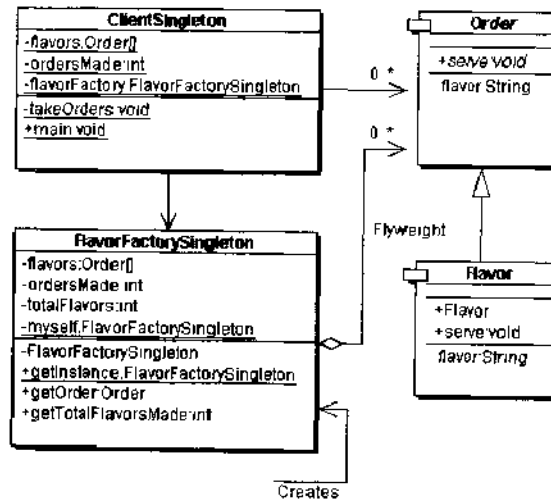 ClientSingleton
-flavors:Order[]
-ordersMade:int
-flavorFactory:FlavorFactorySingleton
-takeOrders:void
+main:void
0 *
0 *
Order
+serve:void
flavor:String
Flyweight
FlavorFactorySingleton
-flavors:Order[]
-ordersMade:int
-totalFlavors:int
-myself:FlavorFactorySingleton
-FlavorFactorySingleton
+getInstance:FlavorFactorySingleton
+getOrder:Order
+getTotalFlavorsMade:int
Flavor
+Flavor
+serve:void
flavor:String
Creates